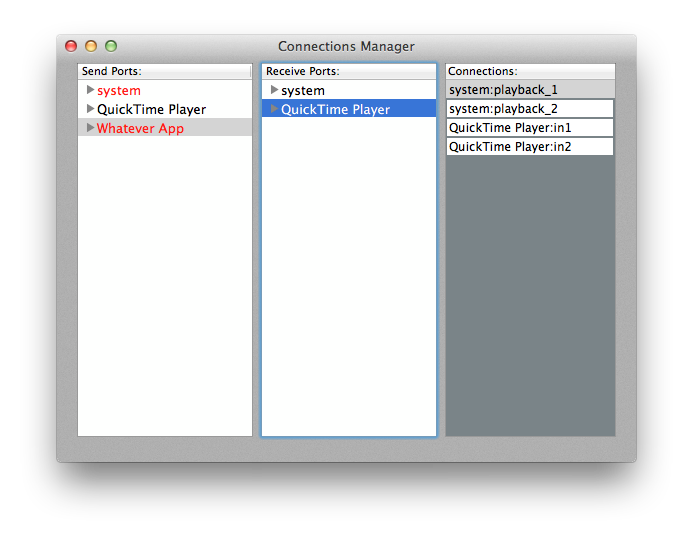 Connections Manager
Send Ports:
system
QuickTime Player
Whatever App
Receive Ports:
system
QuickTime Player
Connections:
system:playback_1
system:playback_2
QuickTime Player:in1
QuickTime Player:in2